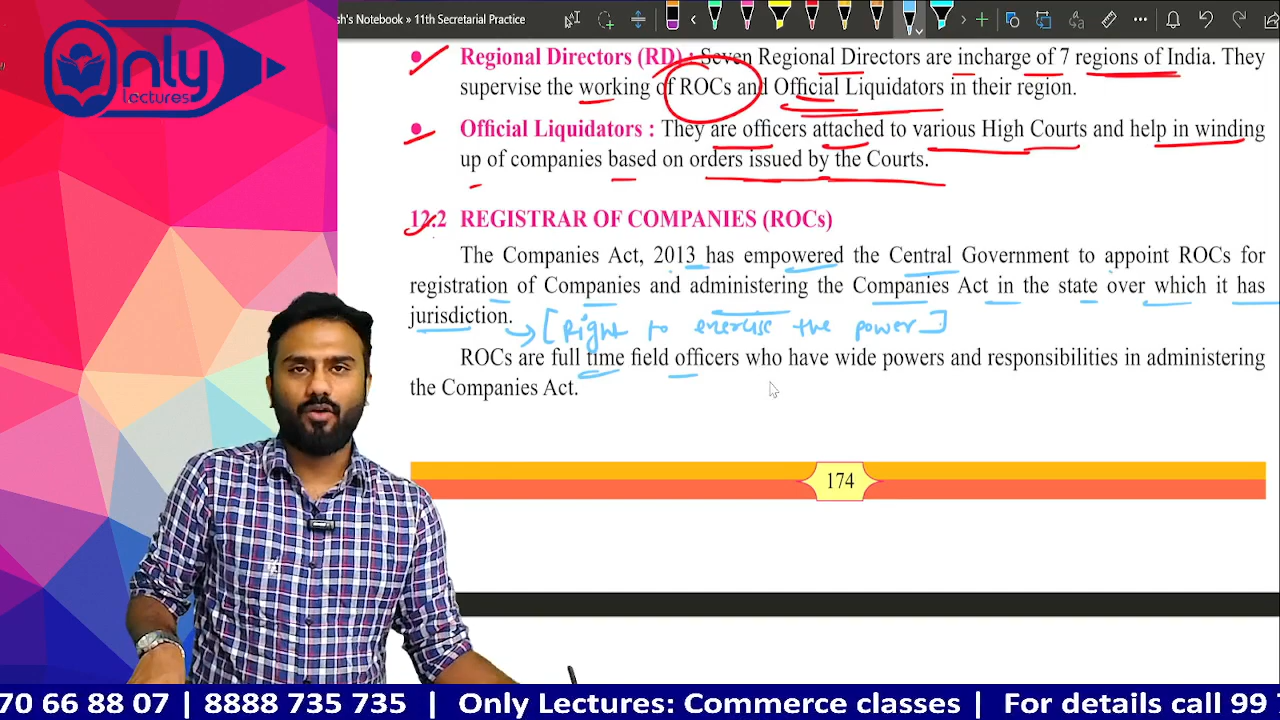 sh's Notebook » 11th Secretarial Practice
Only
lectures
Regional Directors (RD) : Seven Regional Directors are incharge of 7 regions of India. They
supervise the working of ROCs and Official Liquidators in their region.
Official Liquidators : They are officers attached to various High Courts and help in winding
up of companies based on orders issued by the Courts.
12.2 REGISTRAR OF COMPANIES (ROCs)
The Companies Act, 2013 has empowered the Central Government to appoint ROCs for
registration of Companies and administering the Companies Act in the state over which it has
jurisdiction.
→ [Right to exercise the power]
ROCs are full time field officers who have wide powers and responsibilities in administering
the Companies Act.
174
70 66 88 07 | 8888 735 735 | Only Lectures: Commerce classes | For details call 99